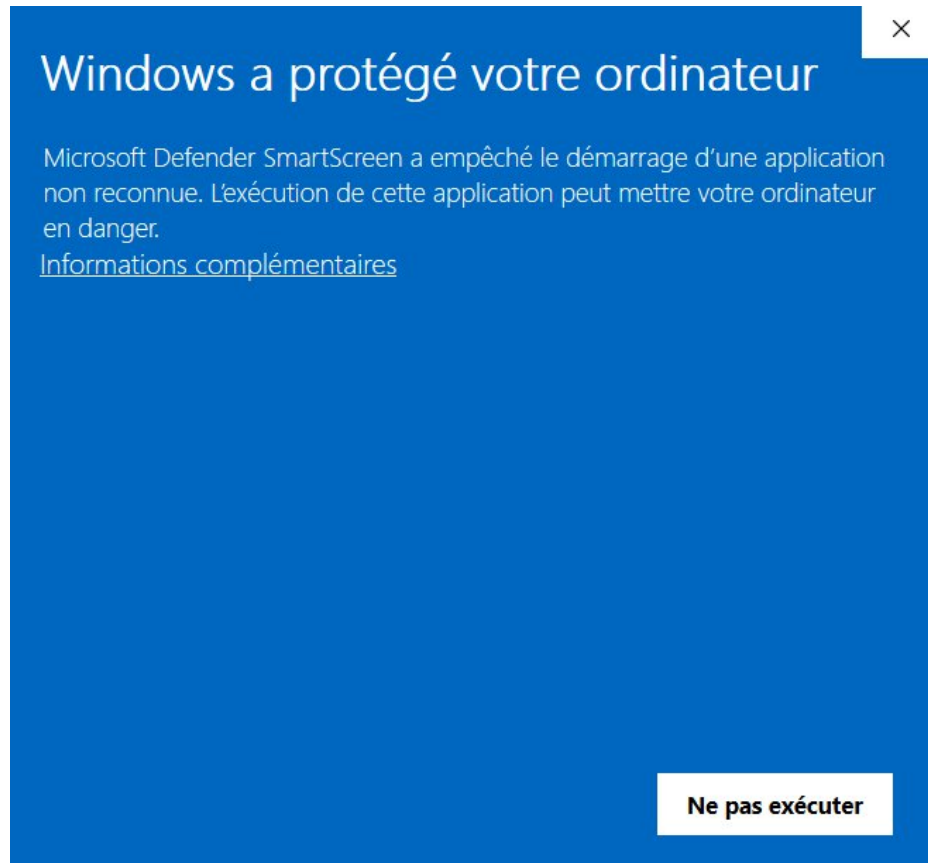 Windows a protégé votre ordinateur
Microsoft Defender SmartScreen a empêché le démarrage d’une application
non reconnue. L’exécution de cette application peut mettre votre ordinateur
en danger.
Informations complémentaires
Ne pas exécuter